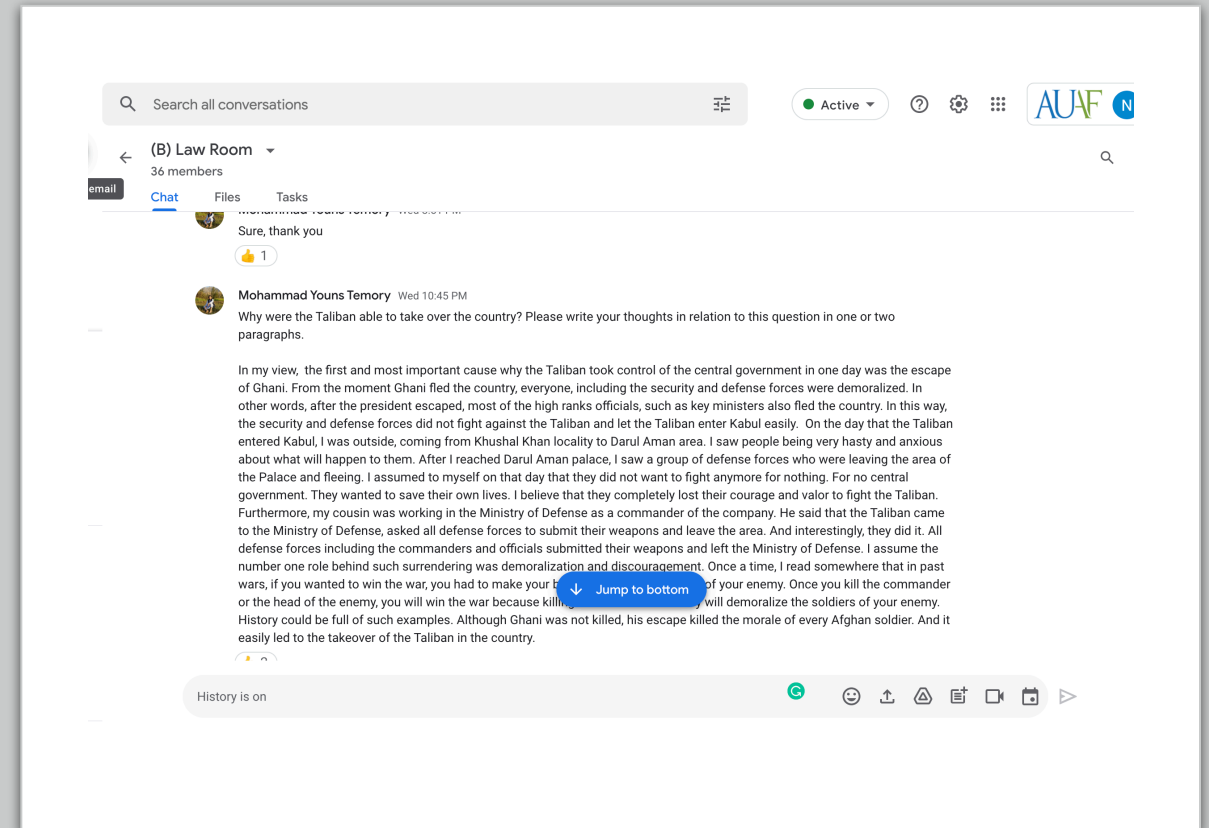 Search all conversations
Active
AUAF
N
(B) Law Room
36 members
email
Chat Files Tasks
Mohammad Youns Temory Wed
Sure, thank you
👍 1
Mohammad Youns Temory Wed 10:45 PM
Why were the Taliban able to take over the country? Please write your thoughts in relation to this question in one or two
paragraphs.
In my view, the first and most important cause why the Taliban took control of the central government in one day was the escape
of Ghani. From the moment Ghani fled the country, everyone, including the security and defense forces were demoralized. In
other words, after the president escaped, most of the high ranks officials, such as key ministers also fled the country. In this way,
the security and defense forces did not fight against the Taliban and let the Taliban enter Kabul easily. On the day that the Taliban
entered Kabul, I was outside, coming from Khushal Khan locality to Darul Aman area. I saw people being very hasty and anxious
about what will happen to them. After I reached Darul Aman palace, I saw a group of defense forces who were leaving the area of
the Palace and fleeing. I assumed to myself on that day that they did not want to fight anymore for nothing. For no central
government. They wanted to save their own lives. I believe that they completely lost their courage and valor to fight the Taliban.
Furthermore, my cousin was working in the Ministry of Defense as a commander of the company. He said that the Taliban came
to the Ministry of Defense, asked all defense forces to submit their weapons and leave the area. And interestingly, they did it. All
defense forces including the commanders and officials submitted their weapons and left the Ministry of Defense. I assume the
number one role behind such surrendering was demoralization and discouragement. Once a time, I read somewhere that in past
wars, if you wanted to win the war, you had to make your of your enemy. Once you kill the commander
or the head of the enemy, you will win the war because will demoralize the soldiers of your enemy.
Jump to bottom
History could be full of such examples. Although Ghani was not killed, his escape killed the morale of every Afghan soldier. And it
easily led to the takeover of the Taliban in the country.
History is on